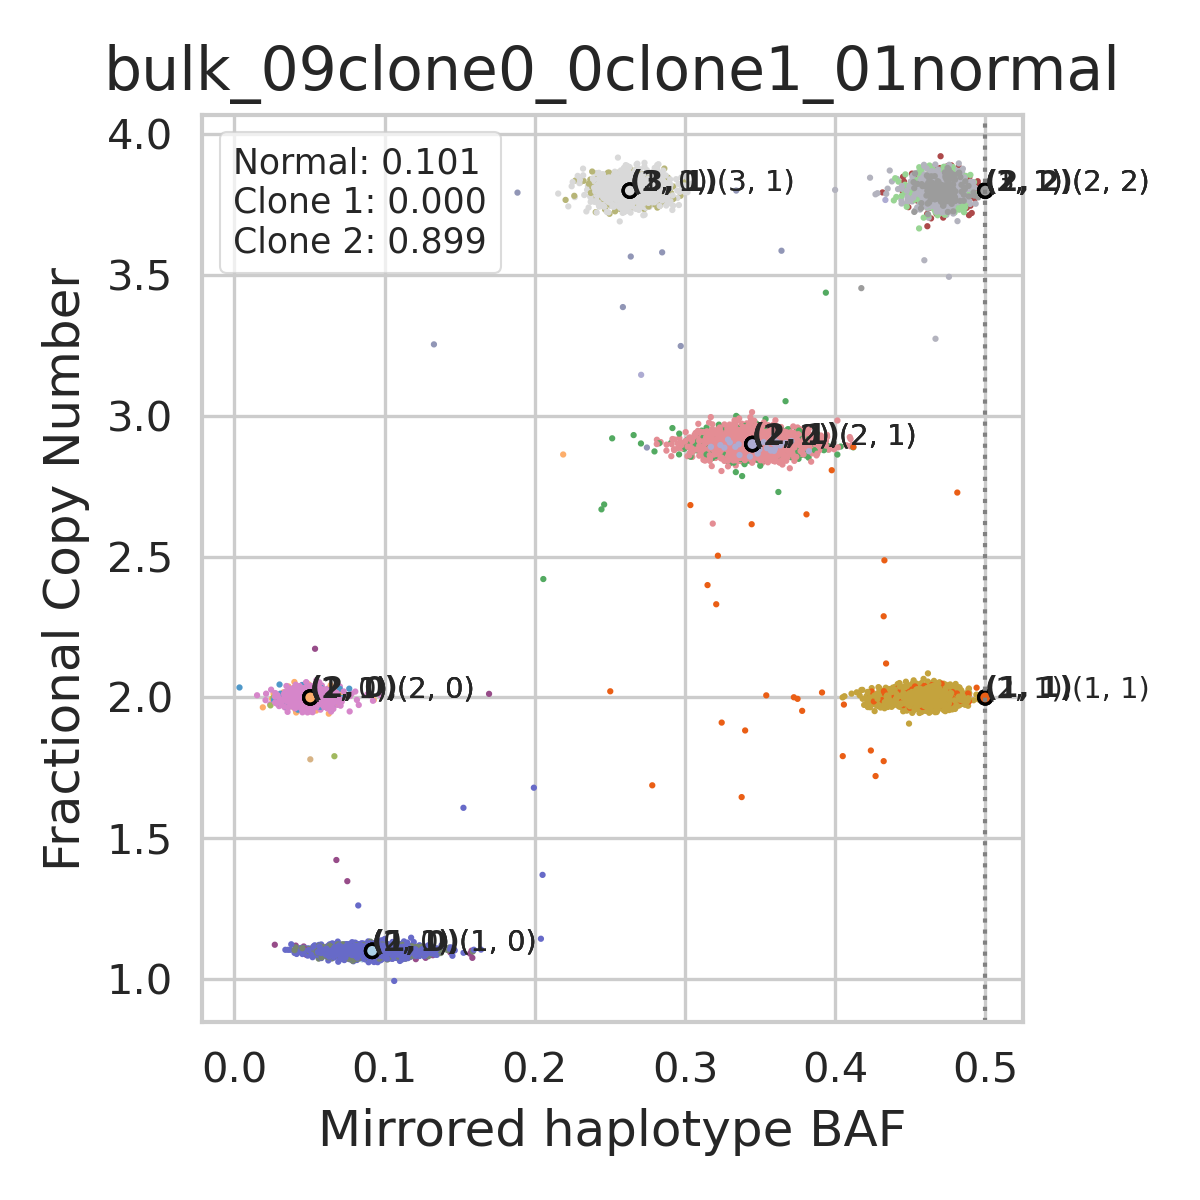 bulk_09clone0_0clone1_01normal
Normal: 0.101
Clone 1: 0.000
Clone 2: 0.899
4.0
3.5
3.0
2.5
2.0
1.5
1.0
(3, 1)
(2, 2)
(2, 1)
(2, 0)
(1, 1)
(1, 0)
0.0 0.1 0.2 0.3 0.4 0.5
Mirrored haplotype BAF
Fractional Copy Number